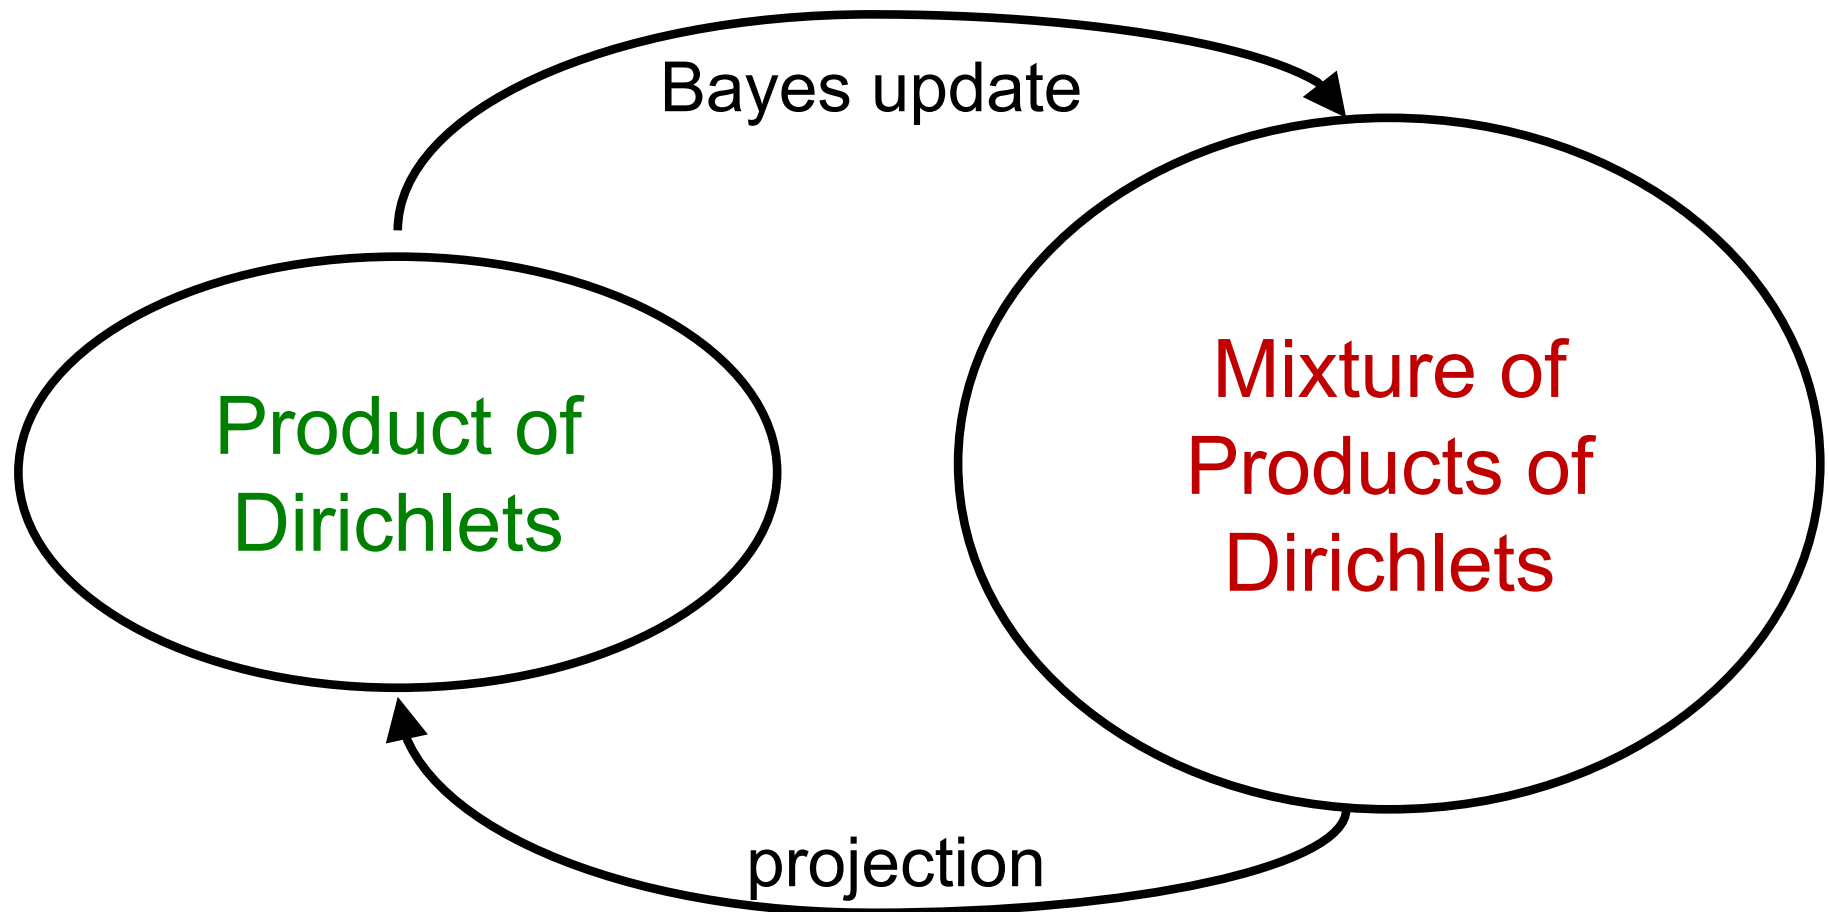 Bayes update
Product of
Dirichlets
Mixture of
Products of
Dirichlets
projection